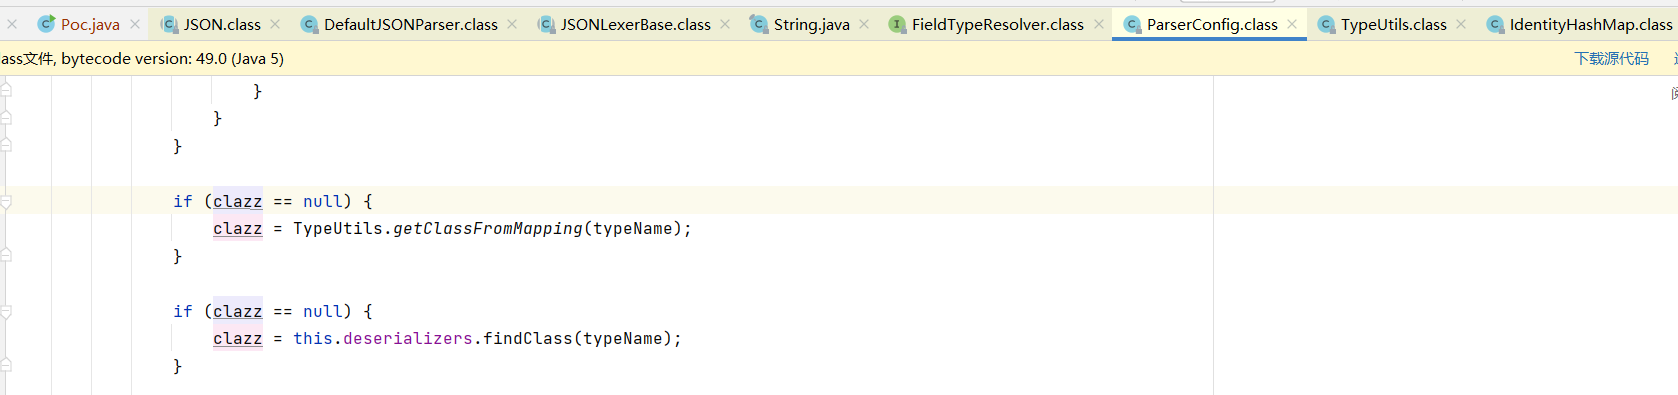 Poc.java JSON.class DefaultJSONParser.class JSONLexerBase.class String.java FieldTypeResolver.class ParserConfig.class TypeUtils.class IdentityHashMap.class
lass文件, bytecode version: 49.0 (Java 5) 下载源代码
}
}
}
if (clazz == null) {
clazz = TypeUtils.getClassFromMapping(typeName);
}
if (clazz == null) {
clazz = this.deserializers.findClass(typeName);
}